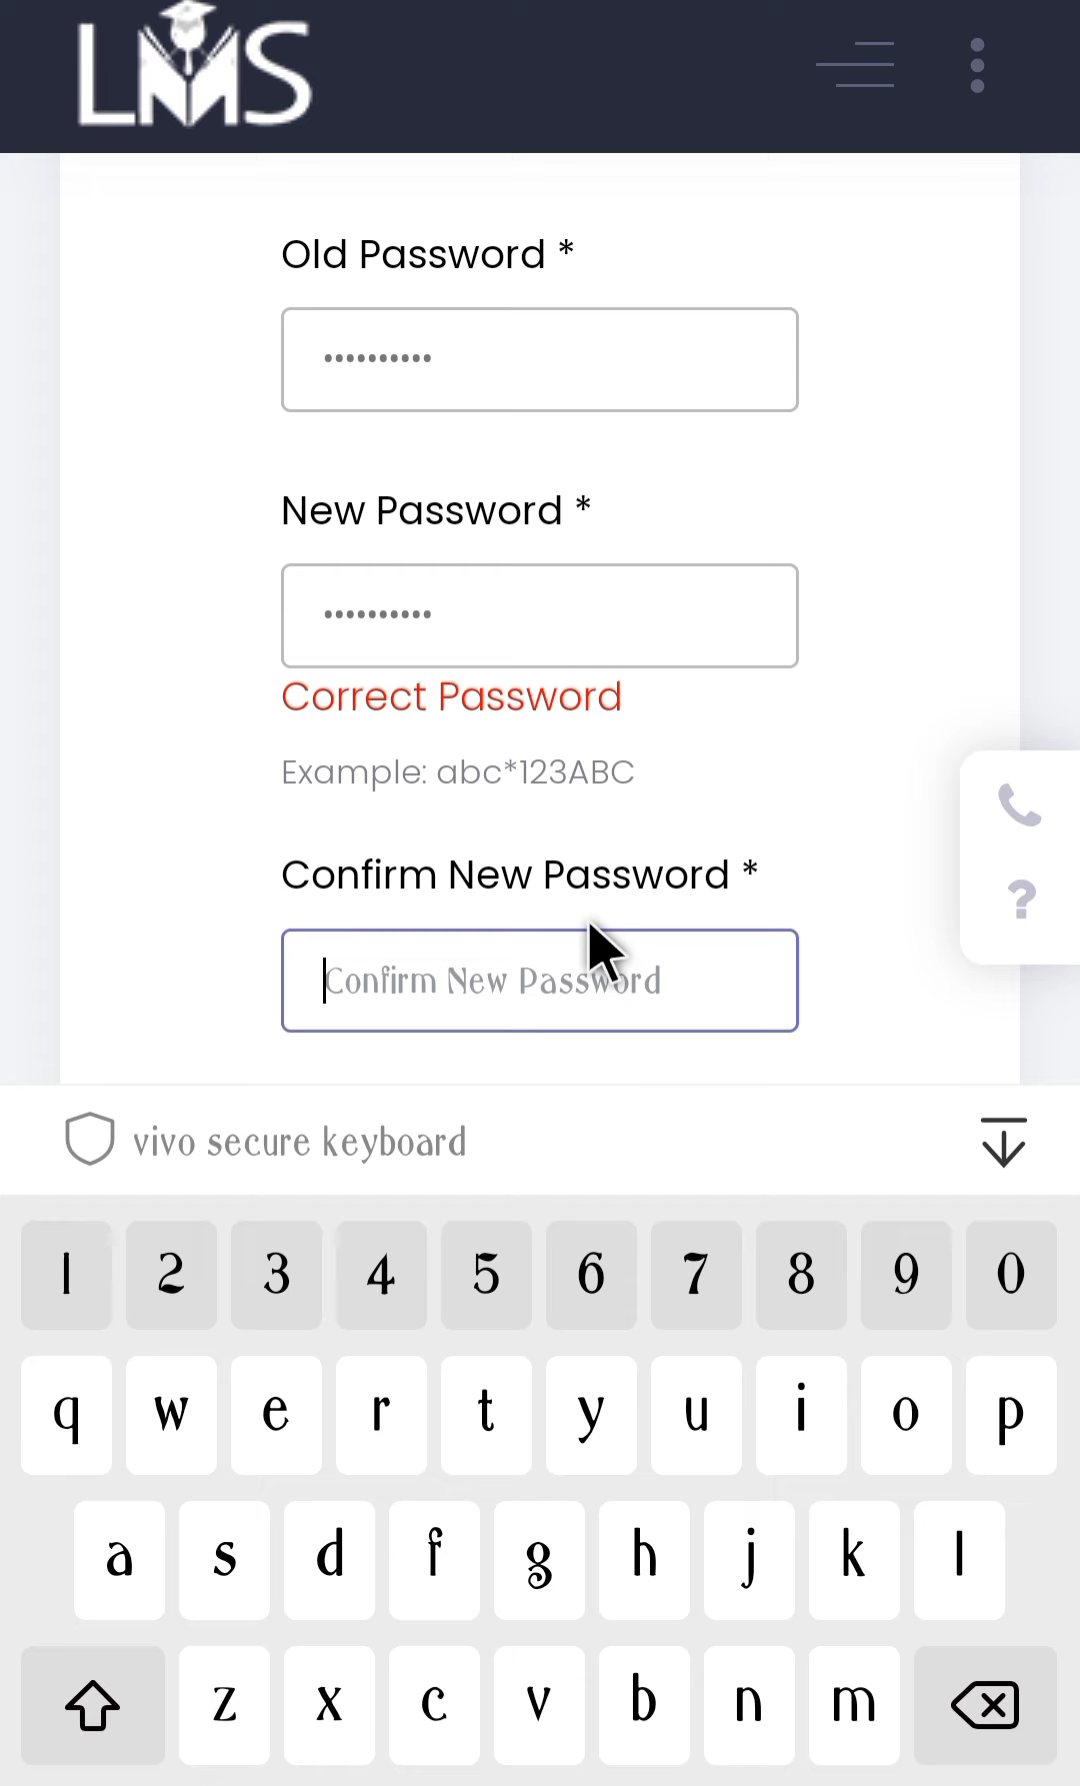 LMS
Old Password *
••••••••••
New Password *
••••••••••
Correct Password
Example: abc*123ABC
Confirm New Password *
Confirm New Password
vivo secure keyboard
1 2 3 4 5 6 7 8 9 0
q w e r t y u i o p
a s d f g h j k l
z x c v b n m